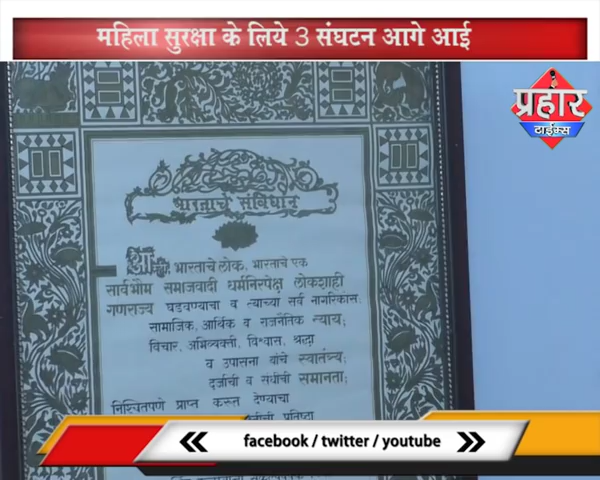 महिला सुरक्षा के लिये 3 संघटन आगे आई
प्रहार
टाईम्स
भारताचे संविधान
आम्ही भारताचे लोक, भारताचे एक
सार्वभौम समाजवादी धर्मनिरपेक्ष लोकशाही
गणराज्य घडवण्याचा व त्याच्या सर्व नागरिकांस:
सामाजिक, आर्थिक व राजनैतिक न्याय;
विचार, अभिव्यक्ती, विश्वास, श्रद्धा
व उपासना यांचे स्वातंत्र्य;
दर्जाची व संधीची समानता;
निश्चितपणे प्राप्त करून देण्याचा
प्रतिष्ठा
facebook / twitter / youtube